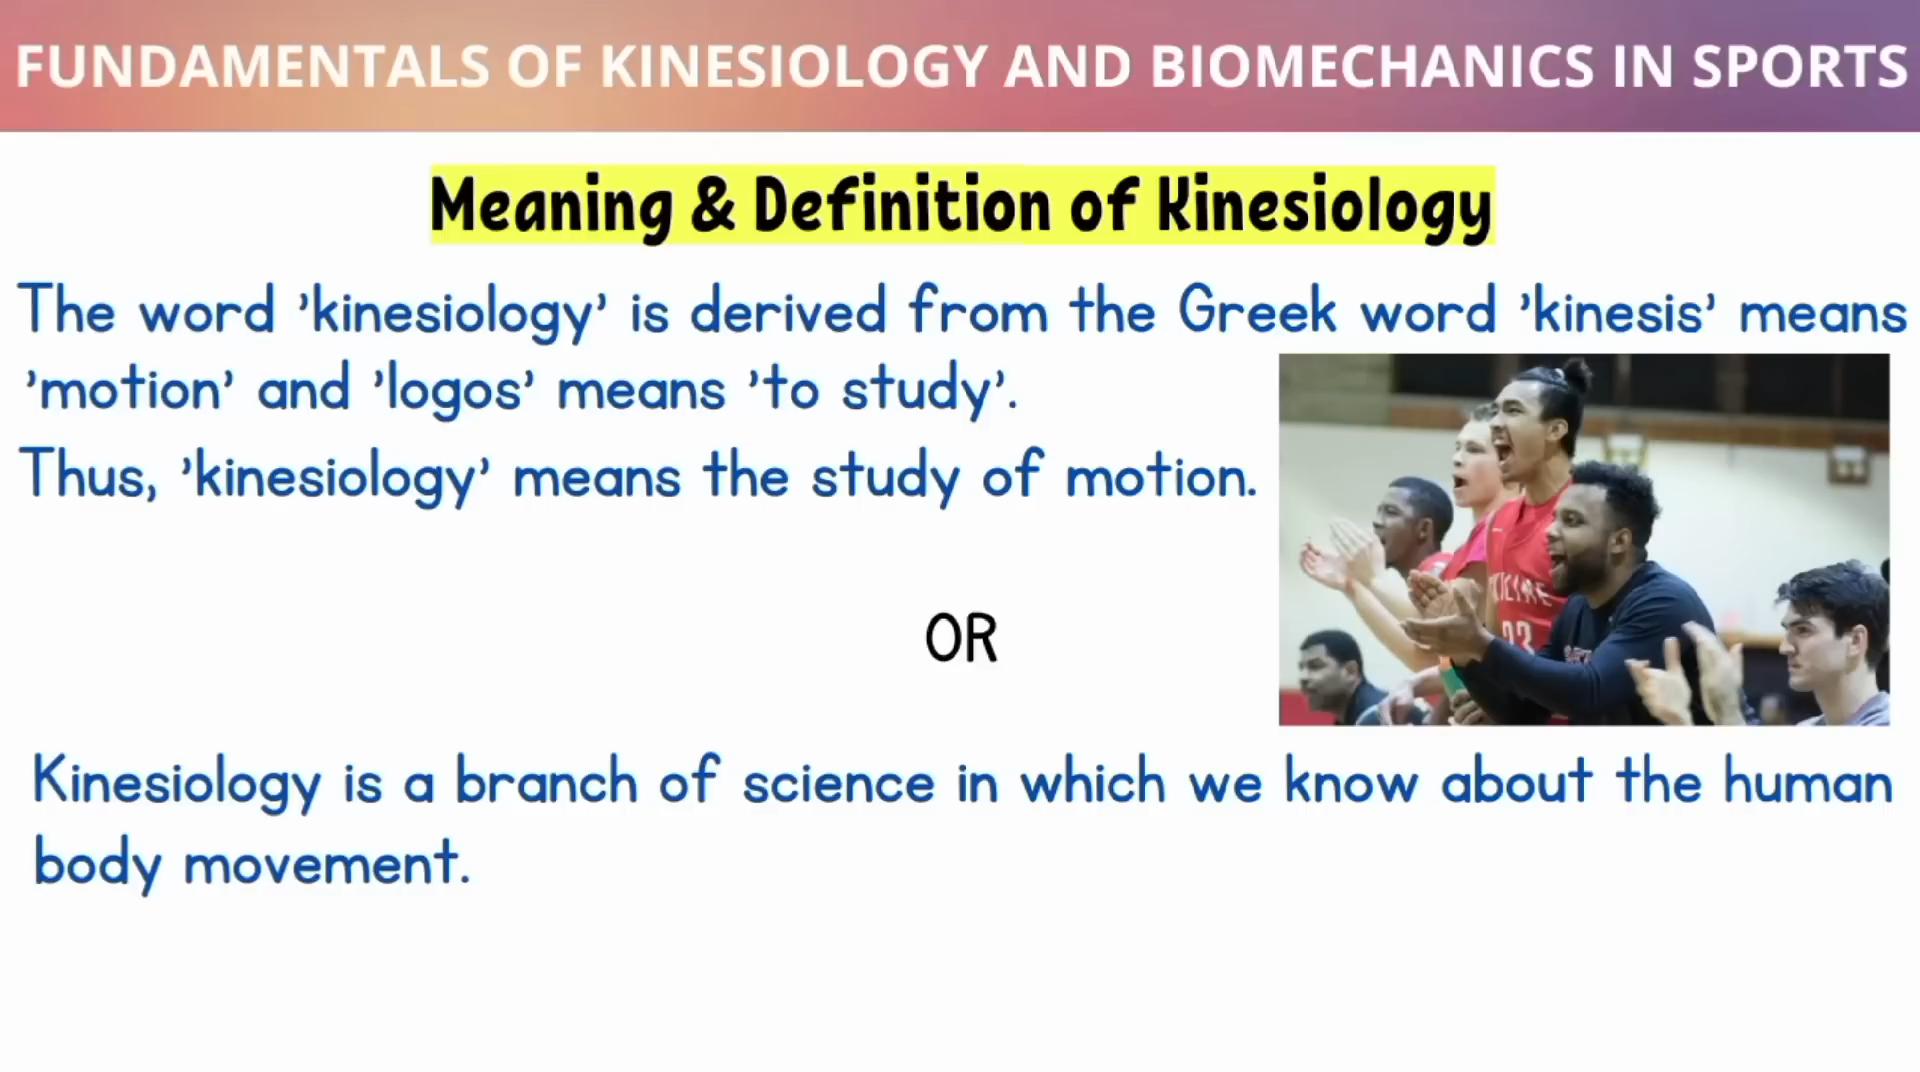 FUNDAMENTALS OF KINESIOLOGY AND BIOMECHANICS IN SPORTS
Meaning & Definition of Kinesiology
The word 'kinesiology' is derived from the Greek word 'kinesis' means
'motion' and 'logos' means 'to study'.
Thus, 'kinesiology' means the study of motion.
OR
Kinesiology is a branch of science in which we know about the human
body movement.